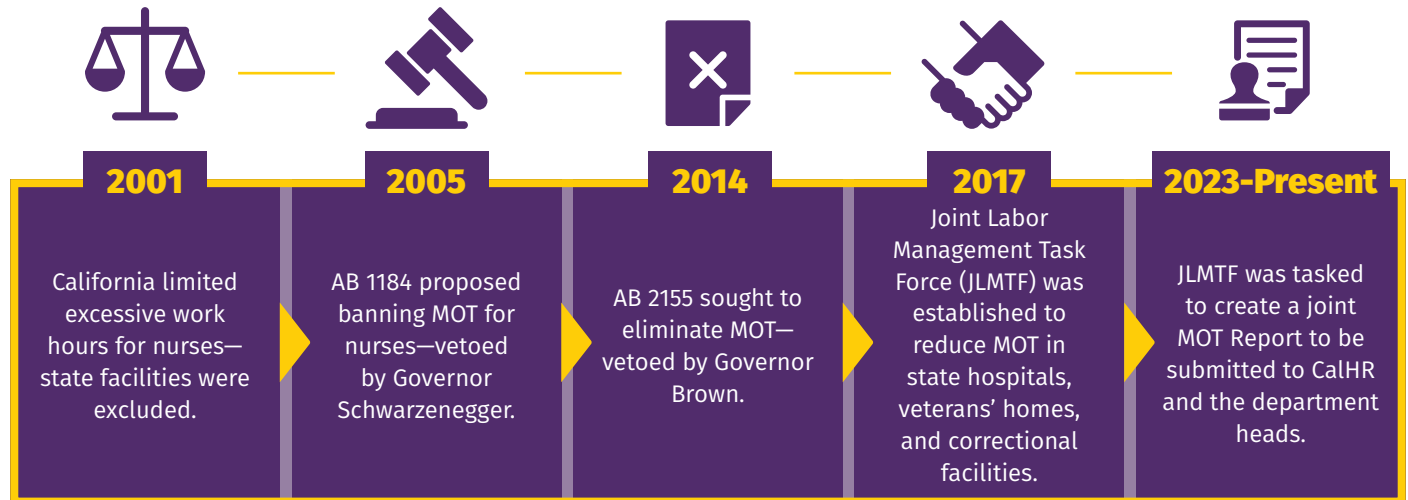 2001
California limited
excessive work
hours for nurses—
state facilities were
excluded.
2005
AB 1184 proposed
banning MOT for
nurses—vetoed
by Governor
Schwarzenegger.
2014
AB 2155 sought to
eliminate MOT—
vetoed by Governor
Brown.
2017
Joint Labor
Management Task
Force (JLMTF) was
established to
reduce MOT in
state hospitals,
veterans’ homes,
and correctional
facilities.
2023-Present
JLMTF was tasked
to create a joint
MOT Report to be
submitted to CalHR
and the department
heads.